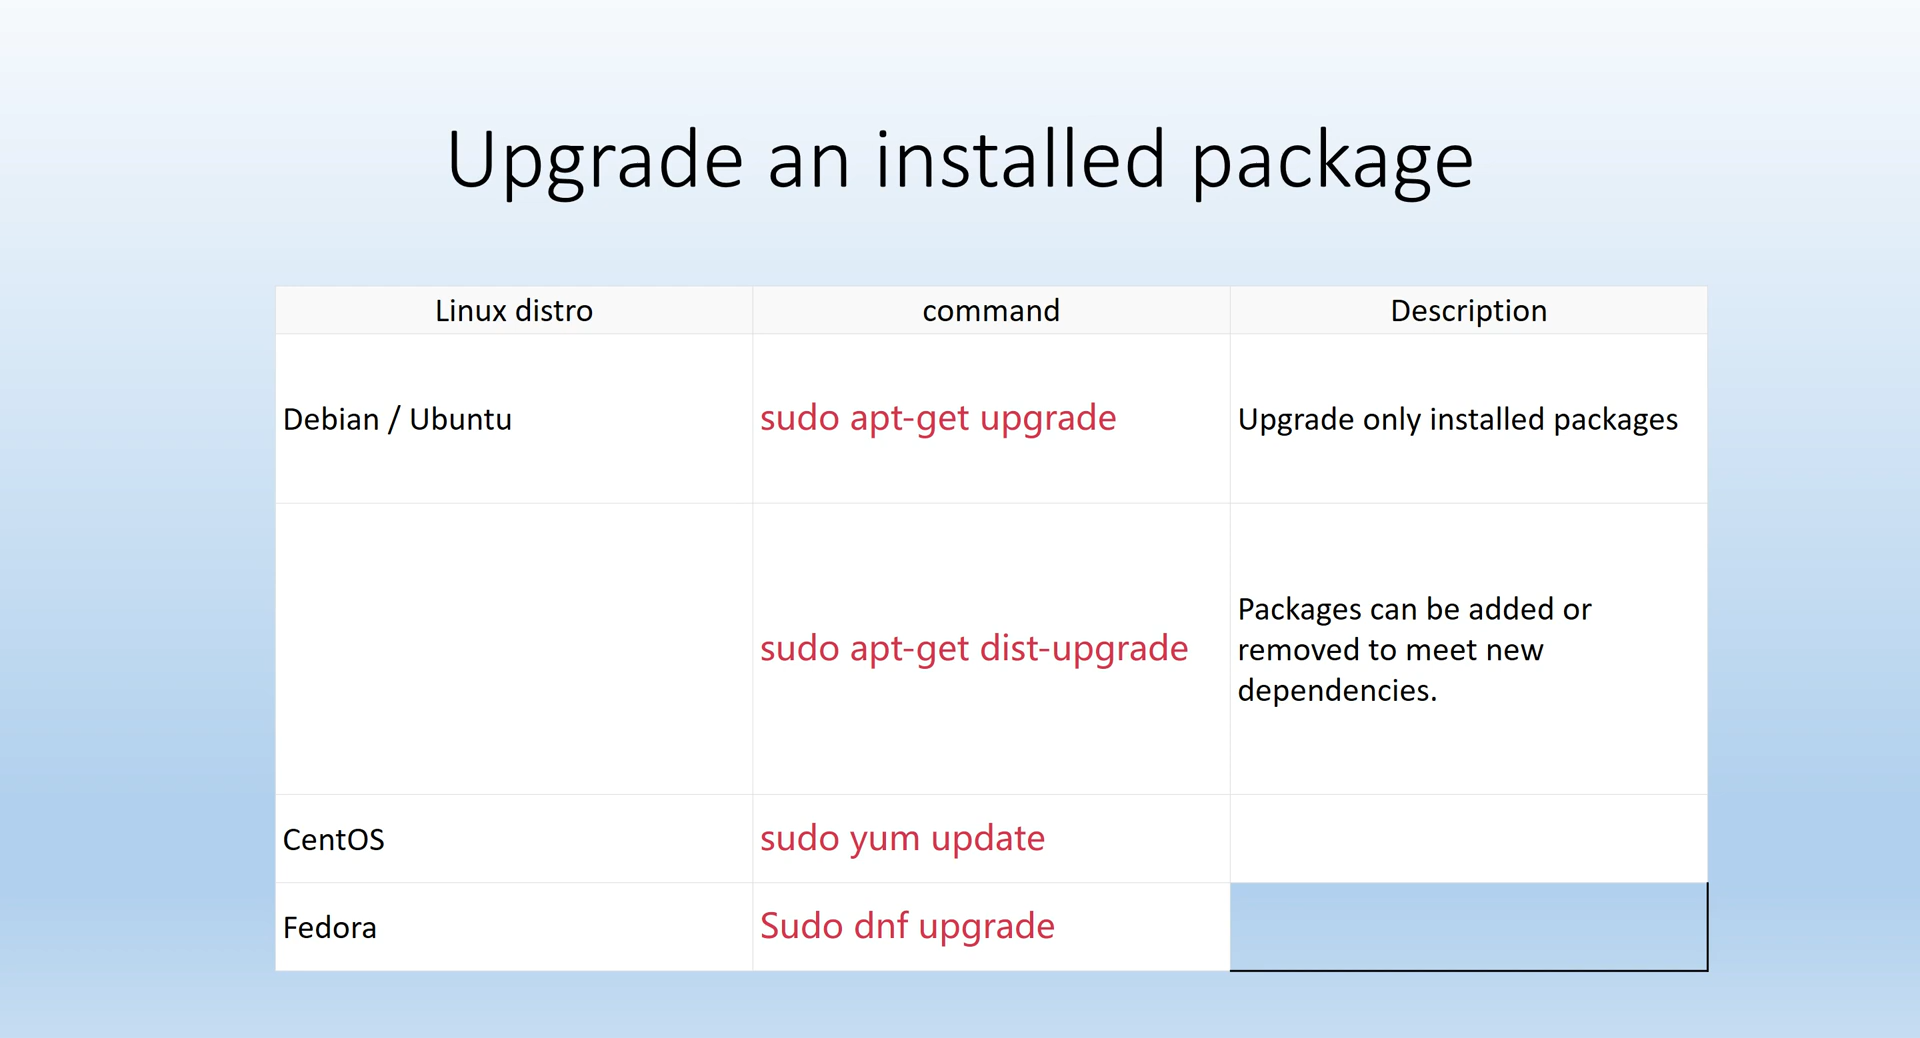 Upgrade an installed package
Linux distro command Description
Debian / Ubuntu sudo apt-get upgrade Upgrade only installed packages
sudo apt-get dist-upgrade Packages can be added or
removed to meet new
dependencies.
CentOS sudo yum update
Fedora Sudo dnf upgrade